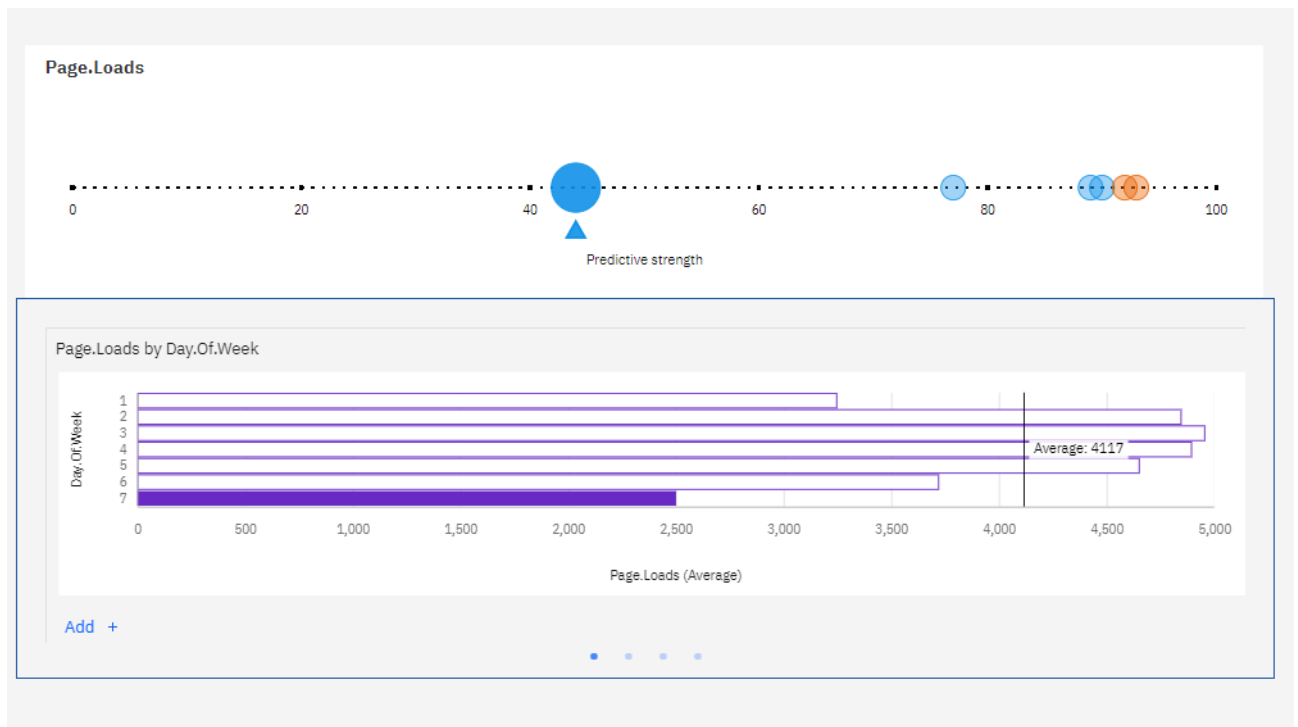 Page.Loads
0 20 40 60 80 100
Predictive strength
Page.Loads by Day.Of.Week
Day.Of.Week
1
2
3
4
5
6
7
Average: 4117
0 500 1,000 1,500 2,000 2,500 3,000 3,500 4,000 4,500 5,000
Page.Loads (Average)
Add +